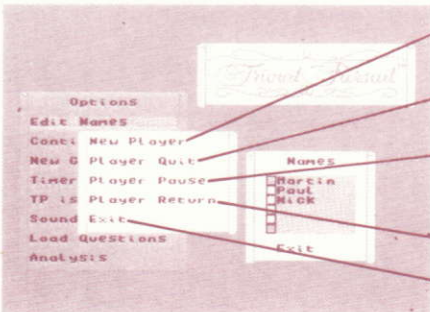 Trivial Pursuit
Options
Edit Names
Conti
New G
Timer
TP is
Sound
Load Questions
Analysis
New Player
Player Quit
Player Pause
Player Return
Exit
Names
Martin
Paul
Nick
Exit